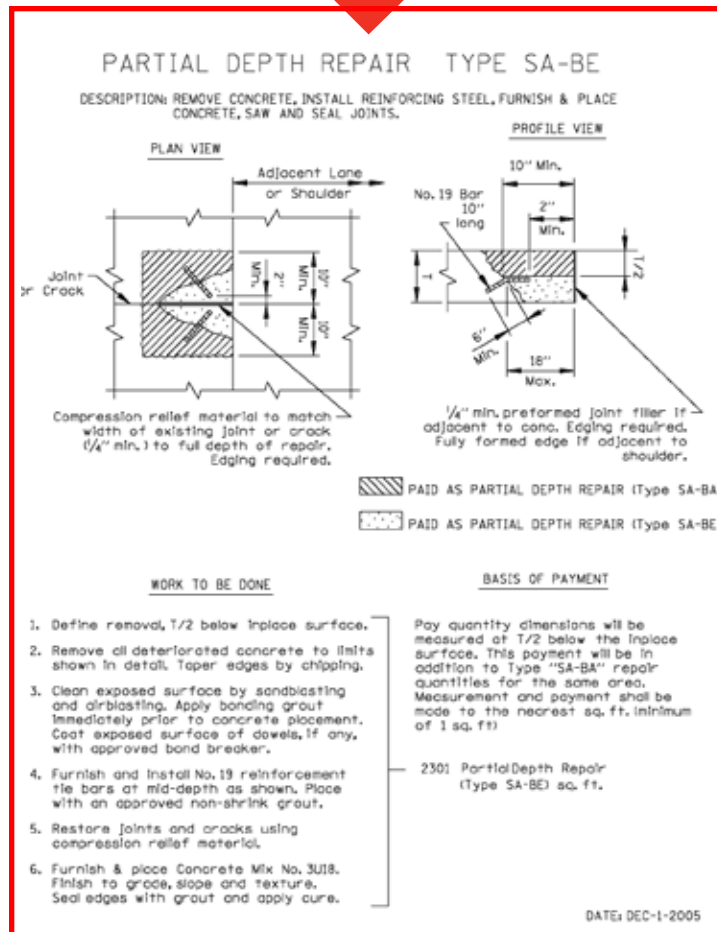 PARTIAL DEPTH REPAIR TYPE SA-BE
DESCRIPTION: REMOVE CONCRETE, INSTALL REINFORCING STEEL, FURNISH & PLACE
CONCRETE, SAW AND SEAL JOINTS.
PLAN VIEW
Adjacent Lane
or Shoulder
Joint
or Crack
2"
Min.
10"
Min.
10"
Min.
Compression relief material to match
width of existing joint or crack
(1/4" min.) to full depth of repair.
Edging required.
PROFILE VIEW
10" Min.
No. 19 Bar
10"
long
2"
Min.
T
T/2
6"
Min.
18"
Max.
1/4" min. preformed joint filler if
adjacent to conc. Edging required.
Fully formed edge if adjacent to
shoulder.
PAID AS PARTIAL DEPTH REPAIR (Type SA-BA
PAID AS PARTIAL DEPTH REPAIR (Type SA-BE
WORK TO BE DONE
1. Define removal, T/2 below inplace surface.
2. Remove all deteriorated concrete to limits
shown in detail. Taper edges by chipping.
3. Clean exposed surface by sandblasting
and airblasting. Apply bonding grout
immediately prior to concrete placement.
Coat exposed surface of dowels, if any,
with approved bond breaker.
4. Furnish and install No. 19 reinforcement
tie bars at mid-depth as shown. Place
with an approved non-shrink grout.
5. Restore joints and cracks using
compression relief material.
6. Furnish & place Concrete Mix No. 3U18.
Finish to grade, slope and texture.
Seal edges with grout and apply cure.
BASIS OF PAYMENT
Pay quantity dimensions will be
measured at T/2 below the inplace
surface. This payment will be in
addition to Type "SA-BA" repair
quantities for the same area.
Measurement and payment shall be
made to the nearest sq. ft. (minimum
of 1 sq. ft)
2301 Partial Depth Repair
(Type SA-BE) sq. ft.
DATE: DEC-1-2005